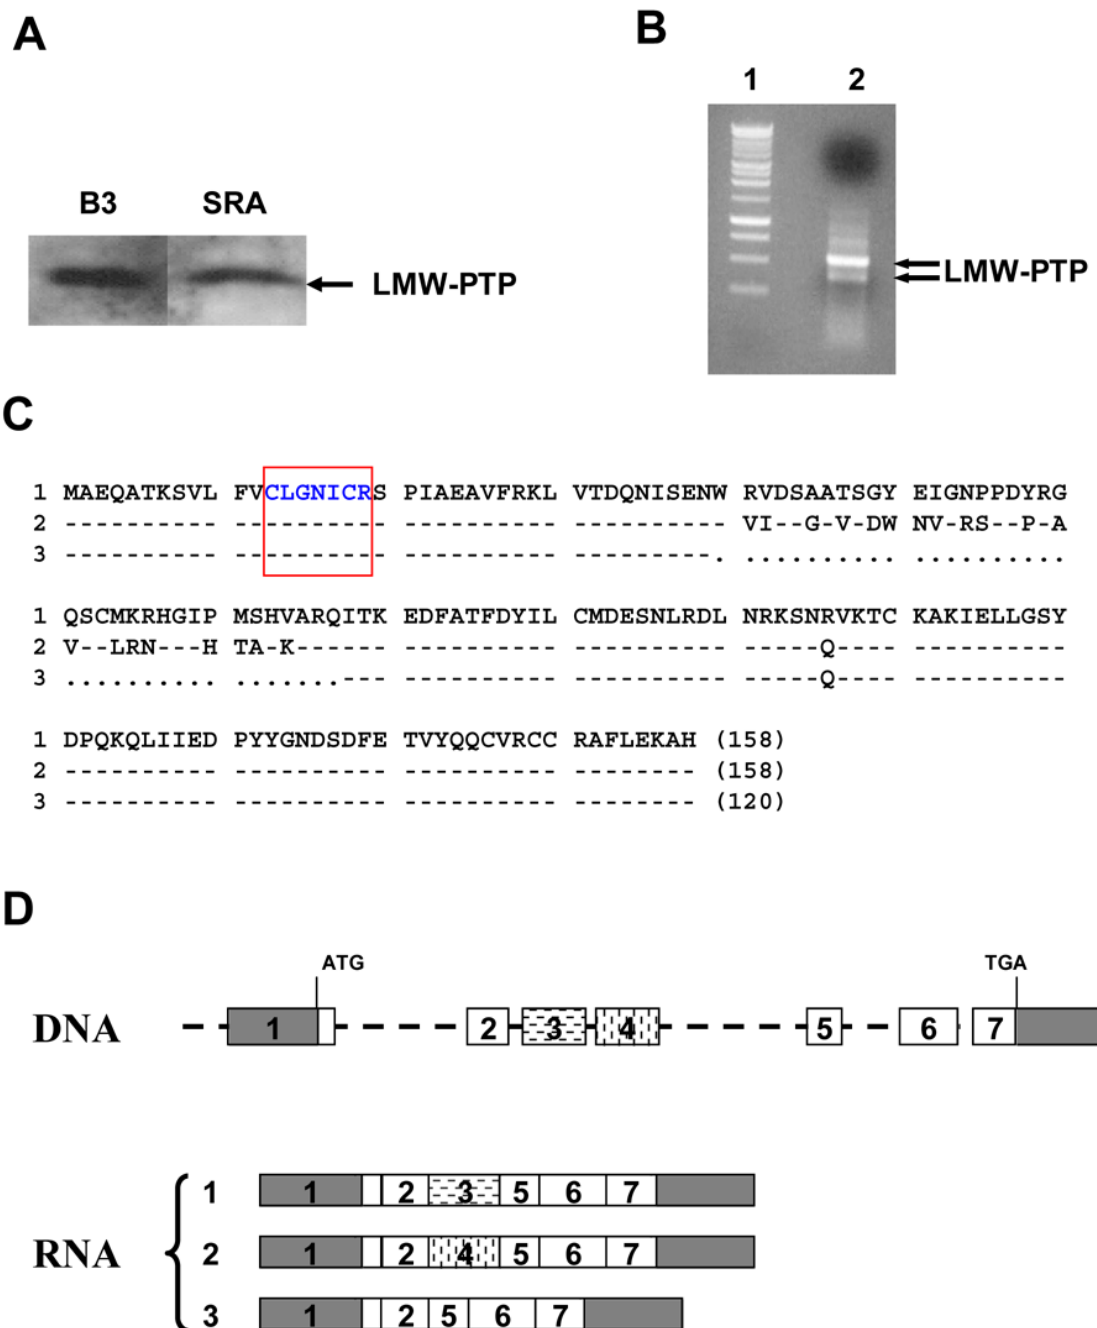 A
B
1 2
B3 SRA
LMW-PTP
LMW-PTP
C
1 MAEQATKSVL FVCLGNICRS PIAEAVFRKL VTDQNISENW RVDSAATSGY EIGNPPDYRG
2 ---------- ---------- ---------- ---------- VI--G-V-DW NV-RS--P-A
3 ---------- ---------- ---------- ---------. .......... ..........
1 QSCMKRHGIP MSHVARQITK EDFATFDYIL CMDESNLRDL NRKSNRVKTC KAKIELLGSY
2 V--LRN---H TA-K------ ---------- ---------- -----Q---- ----------
3 .......... .......--- ---------- ---------- -----Q---- ----------
1 DPQKQLIIED PYYGNDSDFE TVYQQCVRCC RAFLEKAH (158)
2 ---------- ---------- ---------- -------- (158)
3 ---------- ---------- ---------- -------- (120)
D
ATG TGA
DNA 1 2 3 4 5 6 7
RNA
1 1 2 3 5 6 7
2 1 2 4 5 6 7
3 1 2 5 6 7